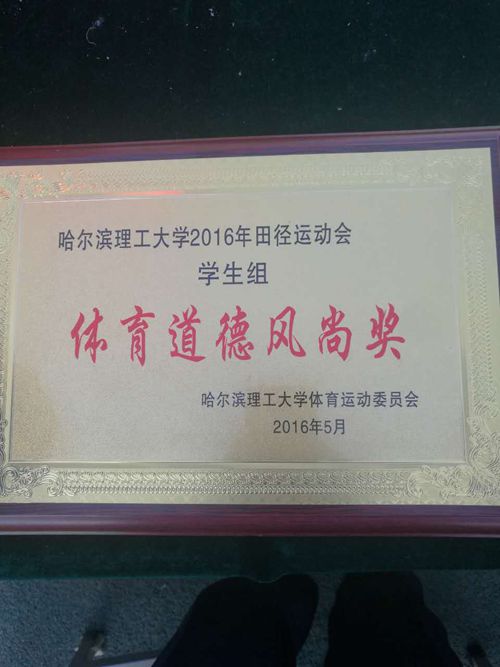 哈尔滨理工大学2016年田径运动会
学生组
体育道德风尚奖
哈尔滨理工大学体育运动委员会
2016年5月